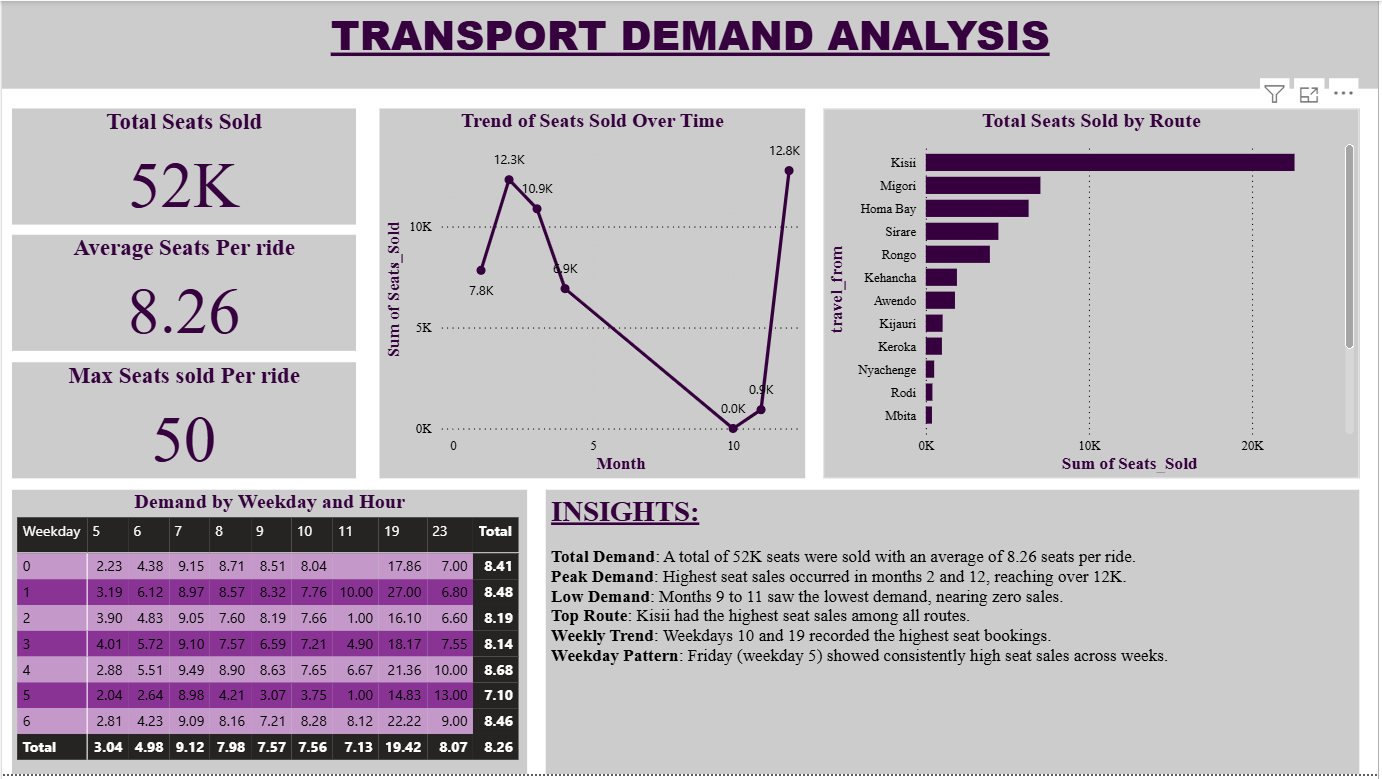 TRANSPORT DEMAND ANALYSIS
Total Seats Sold
52K
Average Seats Per ride
8.26
Max Seats sold Per ride
50
Trend of Seats Sold Over Time
12.8K
12.3K
10.9K
10K
6.9K
7.8K
5K
0.9K
0.0K
0K
0 5 10
Sum of Seats_Sold
Month
Total Seats Sold by Route
travel_from
Kisii
Migori
Homa Bay
Sirare
Rongo
Kehancha
Awendo
Kijauri
Keroka
Nyachenge
Rodi
Mbita
0K 10K 20K
Sum of Seats_Sold
Demand by Weekday and Hour
Weekday 5 6 7 8 9 10 11 19 23 Total
0 2.23 4.38 9.15 8.71 8.51 8.04 17.86 7.00 8.41
1 3.19 6.12 8.97 8.57 8.32 7.76 10.00 27.00 6.80 8.48
2 3.90 4.83 9.05 7.60 8.19 7.66 1.00 16.10 6.60 8.19
3 4.01 5.72 9.10 7.57 6.59 7.21 4.90 18.17 7.55 8.14
4 2.88 5.51 9.49 8.90 8.63 7.65 6.67 21.36 10.00 8.68
5 2.04 2.64 8.98 4.21 3.07 3.75 1.00 14.83 13.00 7.10
6 2.81 4.23 9.09 8.16 7.21 8.28 8.12 22.22 9.00 8.46
Total 3.04 4.98 9.12 7.98 7.57 7.56 7.13 19.42 8.07 8.26
INSIGHTS:
Total Demand: A total of 52K seats were sold with an average of 8.26 seats per ride.
Peak Demand: Highest seat sales occurred in months 2 and 12, reaching over 12K.
Low Demand: Months 9 to 11 saw the lowest demand, nearing zero sales.
Top Route: Kisii had the highest seat sales among all routes.
Weekly Trend: Weekdays 10 and 19 recorded the highest seat bookings.
Weekday Pattern: Friday (weekday 5) showed consistently high seat sales across weeks.